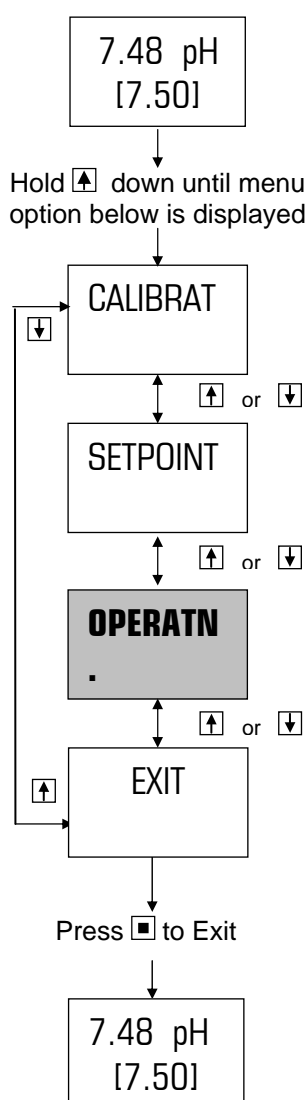 7.48 pH
[7.50]
Hold ↑ down until menu
option below is displayed
CALIBRAT
↓
↑ or ↓
SETPOINT
↑ or ↓
OPERATN
.
↑ or ↓
EXIT
↑
Press ■ to Exit
7.48 pH
[7.50]